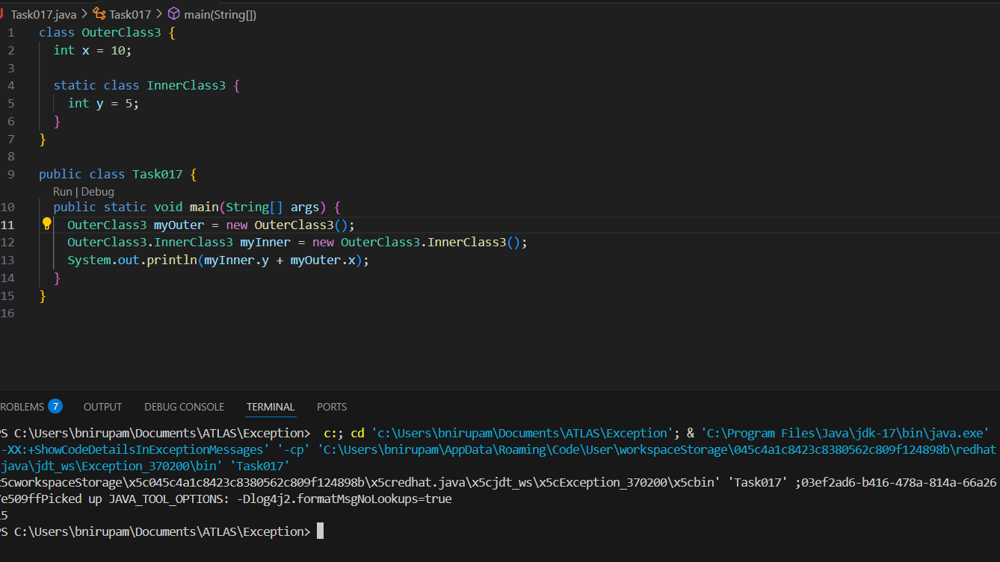 Task017.java > Task017 > main(String[])
1 class OuterClass3 {
2 int x = 10;
3
4 static class InnerClass3 {
5 int y = 5;
6 }
7 }
8
9 public class Task017 {
Run | Debug
10 public static void main(String[] args) {
11 OuterClass3 myOuter = new OuterClass3();
12 OuterClass3.InnerClass3 myInner = new OuterClass3.InnerClass3();
13 System.out.println(myInner.y + myOuter.x);
14 }
15 }
16
ROBLEMS 7 OUTPUT DEBUG CONSOLE TERMINAL PORTS
PS C:\Users\bnirupam\Documents\ATLAS\Exception> c:; cd 'c:\Users\bnirupam\Documents\ATLAS\Exception'; & 'C:\Program Files\Java\jdk-17\bin\java.exe'
-XX:+ShowCodeDetailsInExceptionMessages' '-cp' 'C:\Users\bnirupam\AppData\Roaming\Code\User\workspaceStorage\045c4a1c8423c8380562c809f124898b\redhat
java\jdt_ws\Exception_370200\bin' 'Task017'
x5cworkspaceStorage\x5c045c4a1c8423c8380562c809f124898b\x5credhat.java\x5cjdt_ws\x5cException_370200\x5cbin' 'Task017' ;03ef2ad6-b416-478a-814a-66a26
7e509ffPicked up JAVA_TOOL_OPTIONS: -Dlog4j2.formatMsgNoLookups=true
5
PS C:\Users\bnirupam\Documents\ATLAS\Exception>